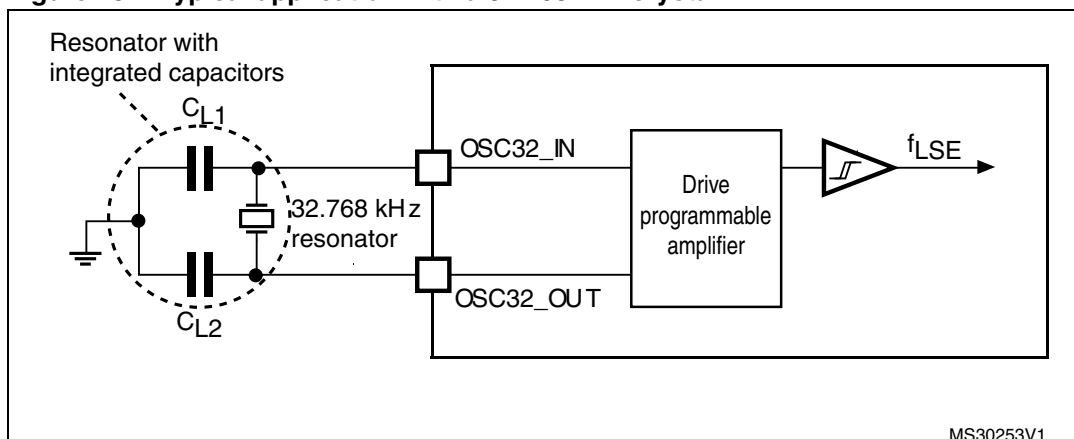 Resonator with
integrated capacitors
CL1
OSC32_IN
fLSE
Drive
programmable
amplifier
32.768 kHz
resonator
OSC32_OUT
CL2
MS30253V1